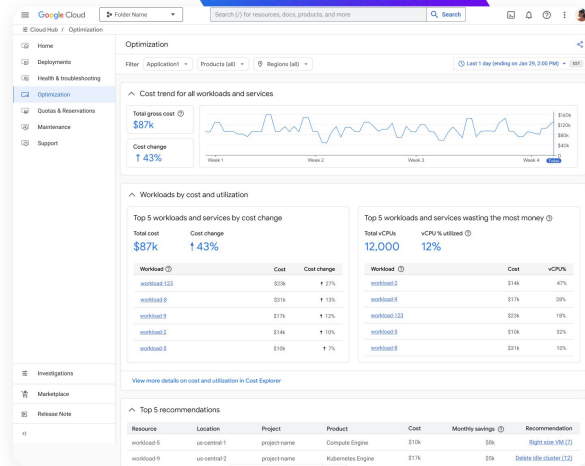 Google Cloud
Folder Name
Search (/) for resources, docs, products, and more
Search
Cloud Hub / Optimization
Home
Deployments
Health & troubleshooting
Optimization
Quotas & Reservations
Maintenance
Support
Investigations
Marketplace
Release Note
Optimization
Filter Application1 Products (all) Regions (all)
Last 1 day (ending on Jan 29, 2:00 PM) EST
Cost trend for all workloads and services
Total gross cost
$87k
Cost change
↑ 43%
$160k
$120k
$80k
$40k
0
Week 1 Week 2 Week 3 Week 4 Today
Workloads by cost and utilization
Top 5 workloads and services by cost change
Total cost Cost change
$87k ↑ 43%
Workload Cost Cost change
workload-123 $23k ↑ 27%
workload-8 $31k ↑ 13%
workload-9 $17k ↑ 12%
workload-2 $14k ↑ 10%
workload-5 $10k ↑ 7%
Top 5 workloads and services wasting the most money
Total vCPUs vCPU % utilized
12,000 12%
Workload Cost vCPU%
workload-2 $14k 47%
workload-9 $17k 28%
workload-123 $23k 18%
workload-5 $10k 32%
workload-8 $31k 10%
View more details on cost and utilization in Cost Explorer
Top 5 recommendations
Resource Location Project Product Cost Monthly savings Recommendation
workload-5 us-central-1 project-name Compute Engine $10k $8k Right size VM (7)
workload-9 us-central-2 project-name Kubernetes Engine $17k $5k Delete idle cluster (12)